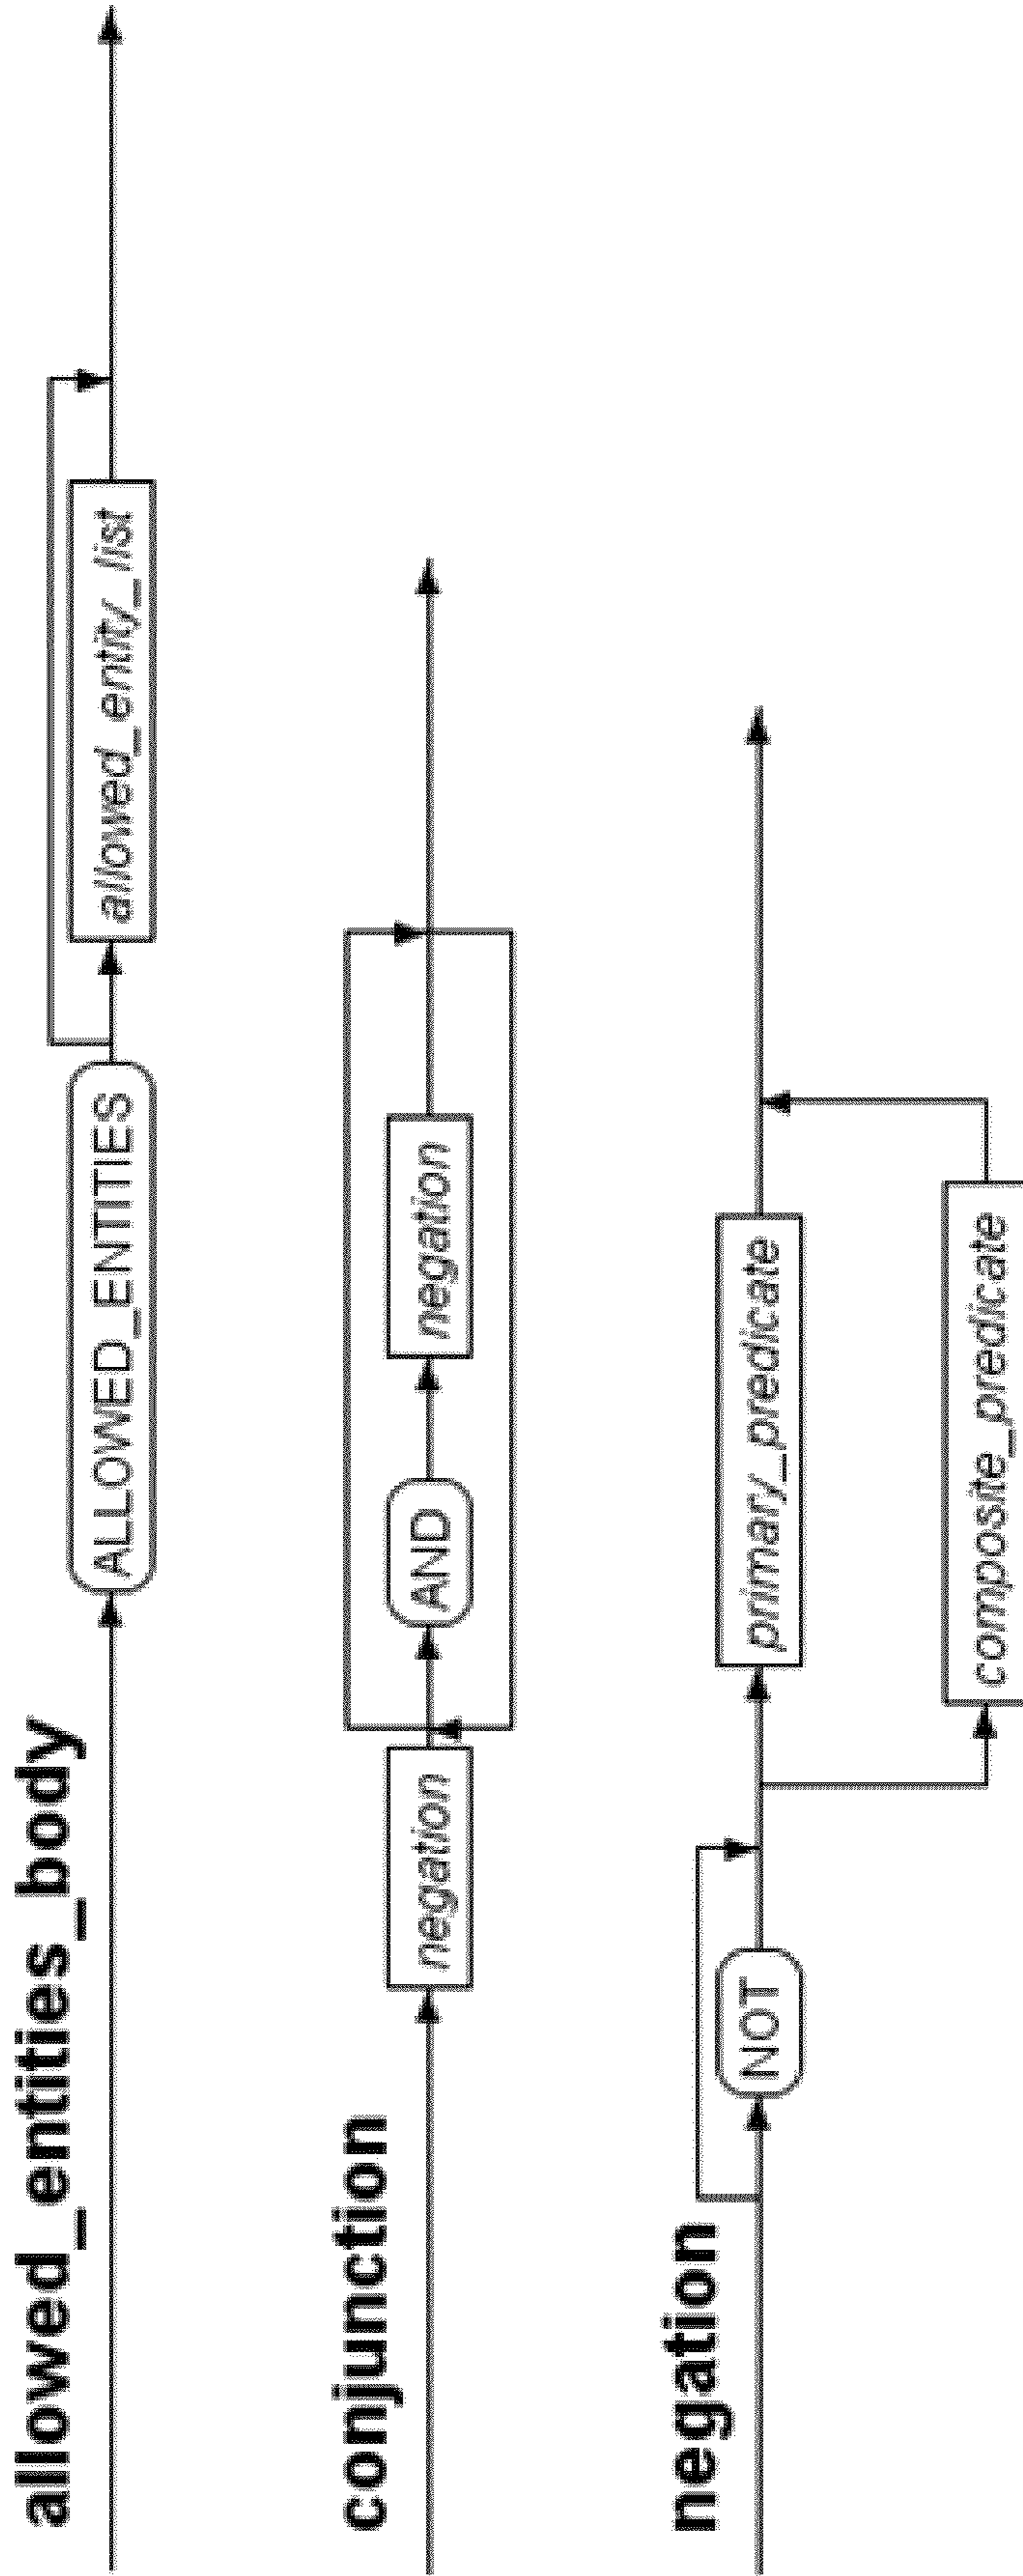 allowed_entities_body
ALLOWED_ENTITIES
allowed_entity_list
conjunction
negation
AND
negation
negation
NOT
primary_predicate
composite_predicate